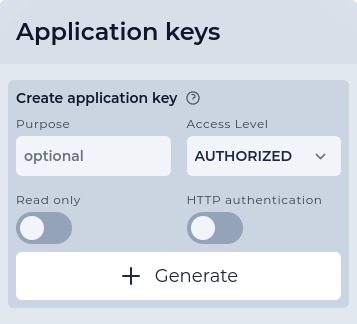 Application keys
Create application key
Purpose
Access Level
optional
AUTHORIZED
Read only
HTTP authentication
Generate